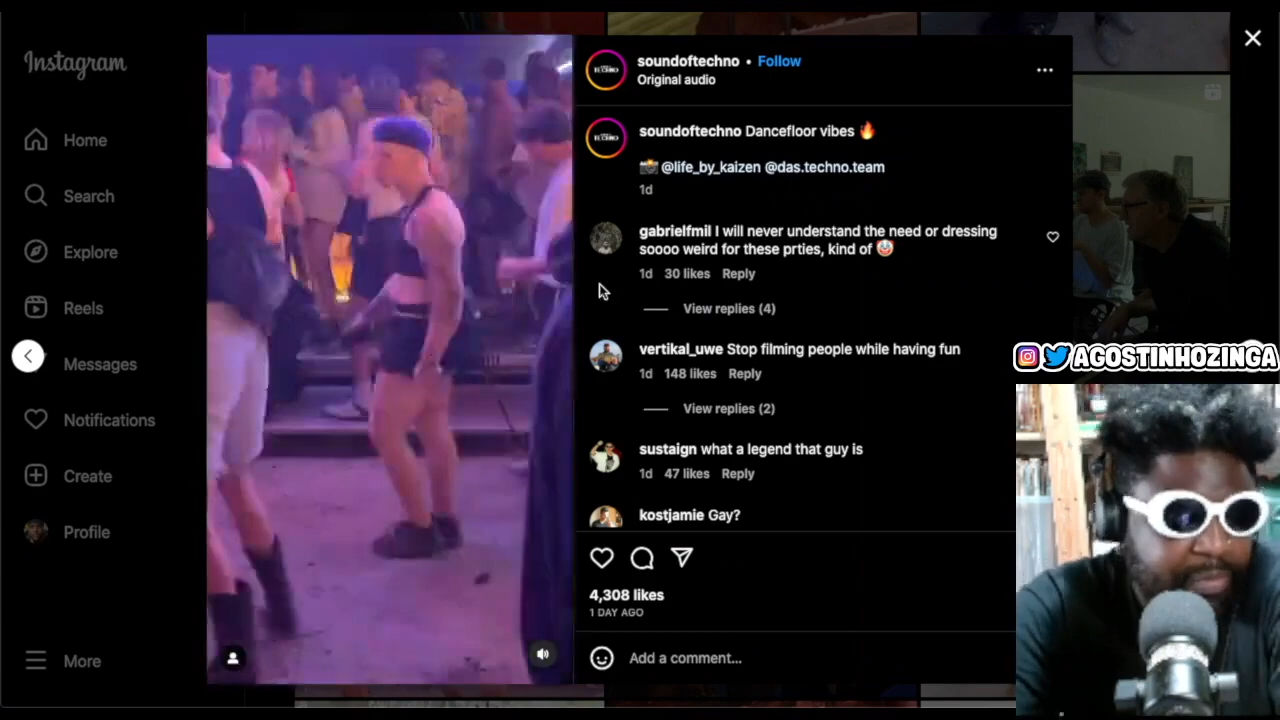 Instagram
Home
Search
Explore
Reels
Messages
Notifications
Create
Profile
More
soundoftechno • Follow
Original audio
soundoftechno Dancefloor vibes 🔥
📸 @life_by_kaizen @das.techno.team
1d
gabrielfmil I will never understand the need or dressing
soooo weird for these prties, kind of 🤡
1d 30 likes Reply
View replies (4)
vertikal_uwe Stop filming people while having fun
1d 148 likes Reply
View replies (2)
sustaign what a legend that guy is
1d 47 likes Reply
kostjamie Gay?
4,308 likes
1 DAY AGO
Add a comment...
AGOSTINHOZINGA